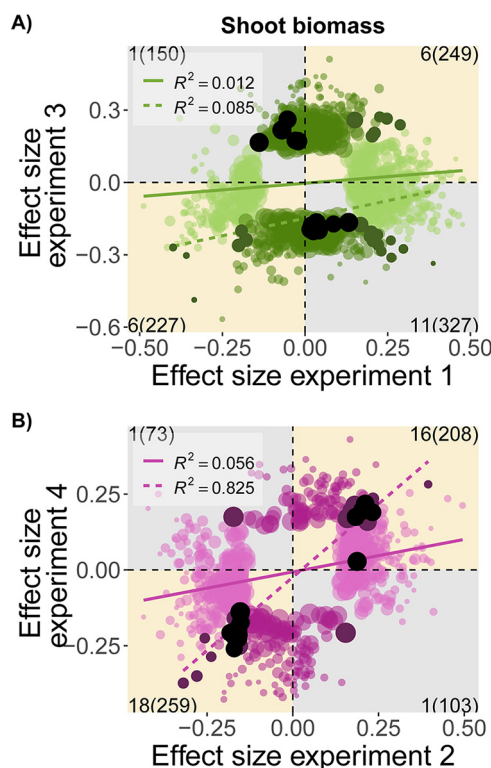 A)
Shoot biomass
1(150)
6(249)
R² = 0.012
R² = 0.085
0.3
0.0
−0.3
−0.6
Effect size
experiment 3
6(227)
11(327)
−0.50
−0.25
0.00
0.25
0.50
Effect size experiment 1
B)
1(73)
16(208)
R² = 0.056
R² = 0.825
0.25
0.00
−0.25
Effect size
experiment 4
18(259)
1(103)
−0.25
0.00
0.25
0.50
Effect size experiment 2